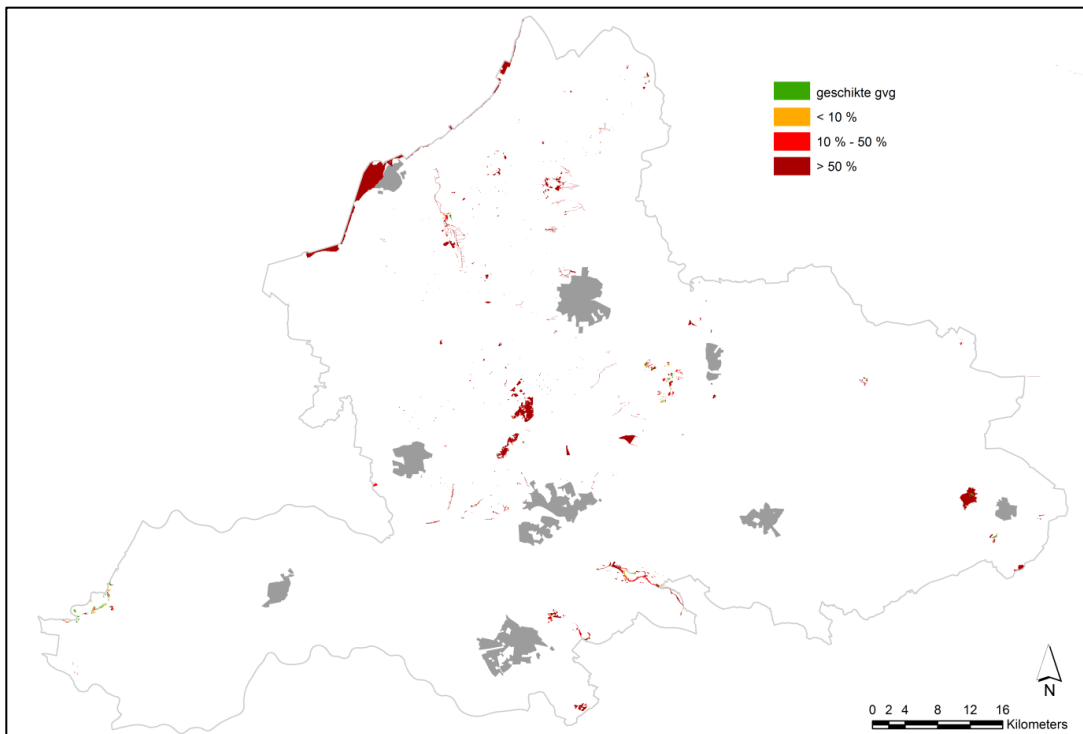 geschikte gvg
< 10 %
10 % - 50 %
> 50 %
N
0 2 4 8 12 16
Kilometers